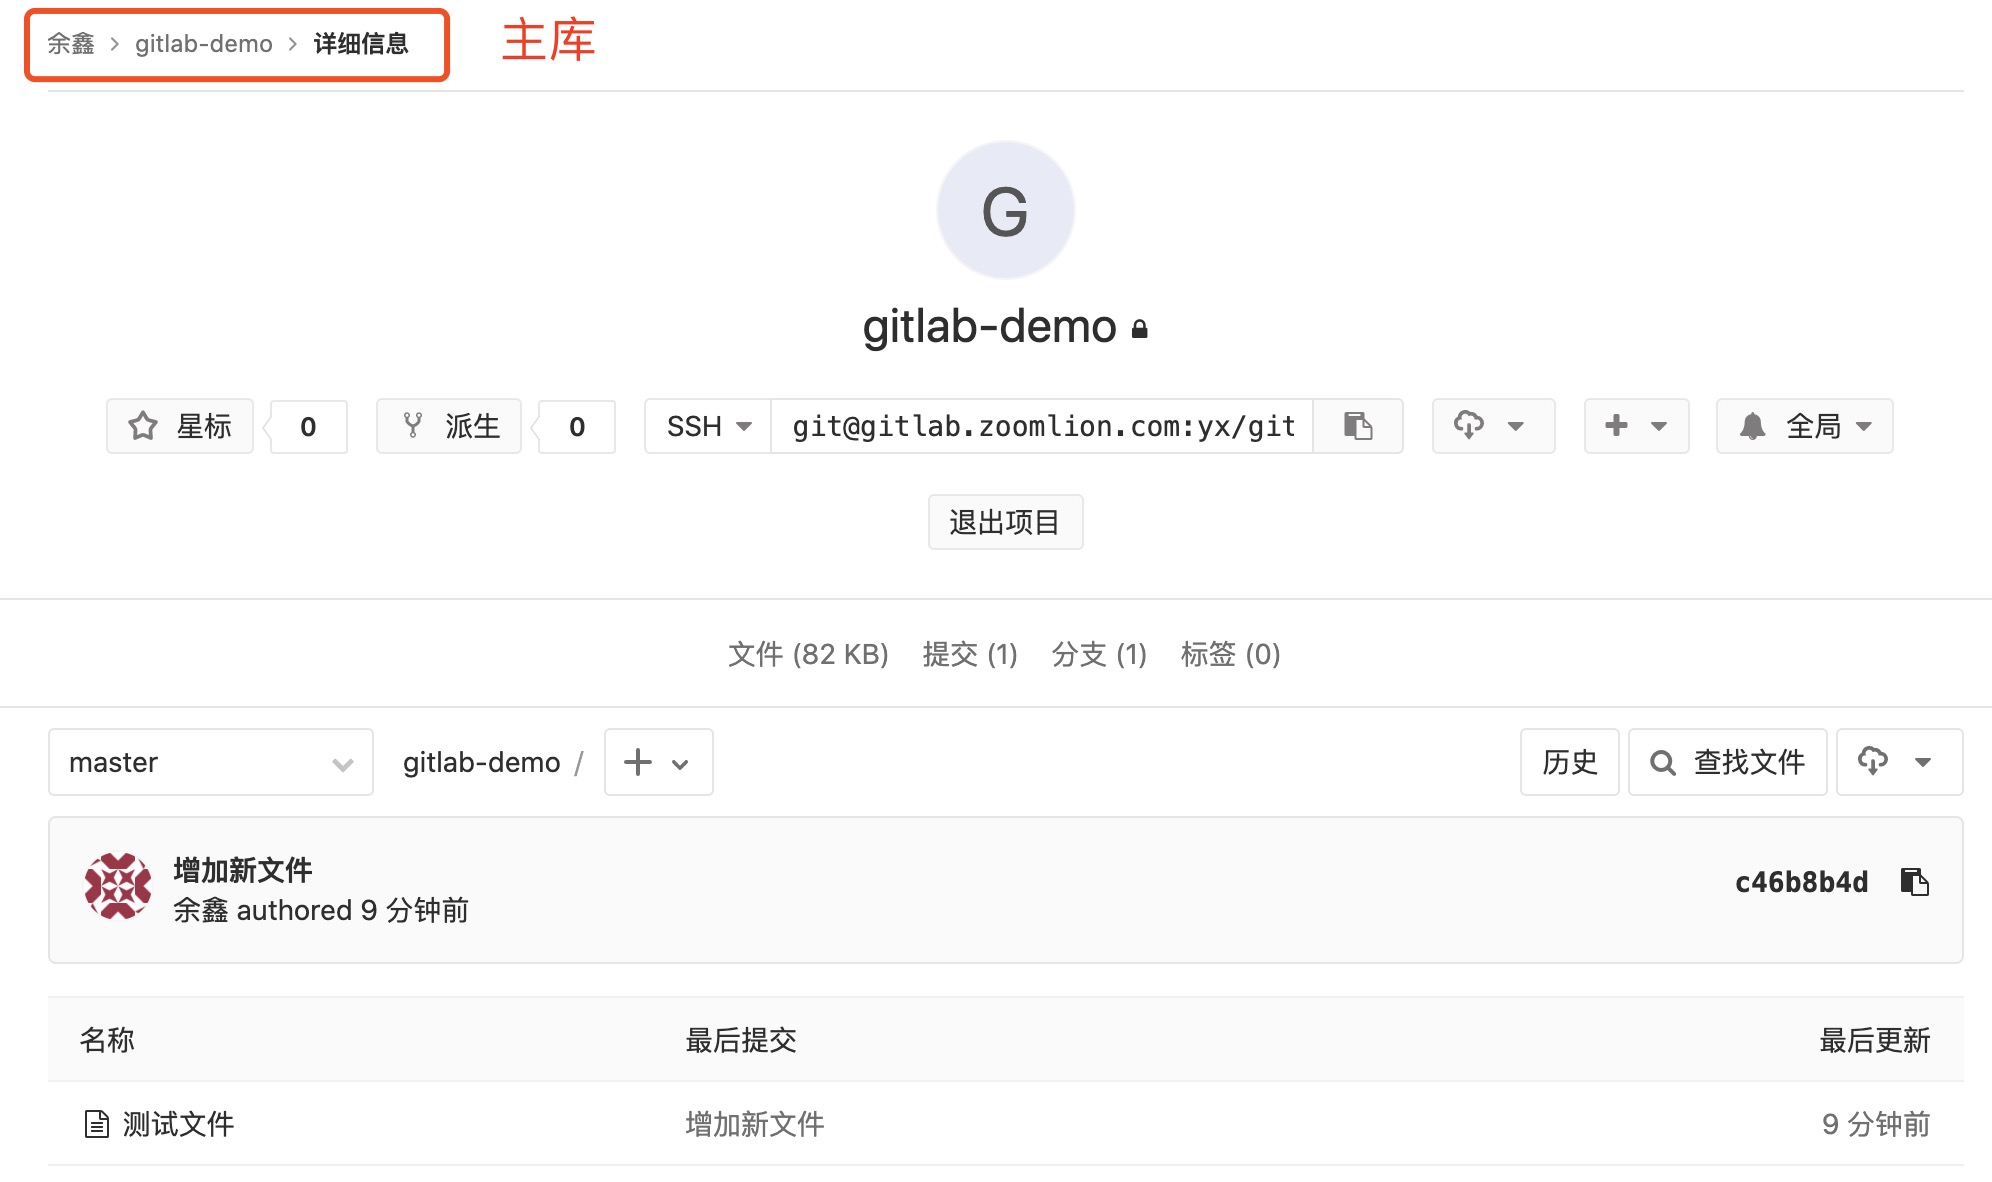 余鑫 > gitlab-demo > 详细信息 主库
G
gitlab-demo
星标 0 派生 0 SSH git@gitlab.zoomlion.com:yx/git 全局
退出项目
文件 (82 KB) 提交 (1) 分支 (1) 标签 (0)
master gitlab-demo / + 历史 查找文件
增加新文件
余鑫 authored 9 分钟前
c46b8b4d
名称 最后提交 最后更新
测试文件 增加新文件 9 分钟前